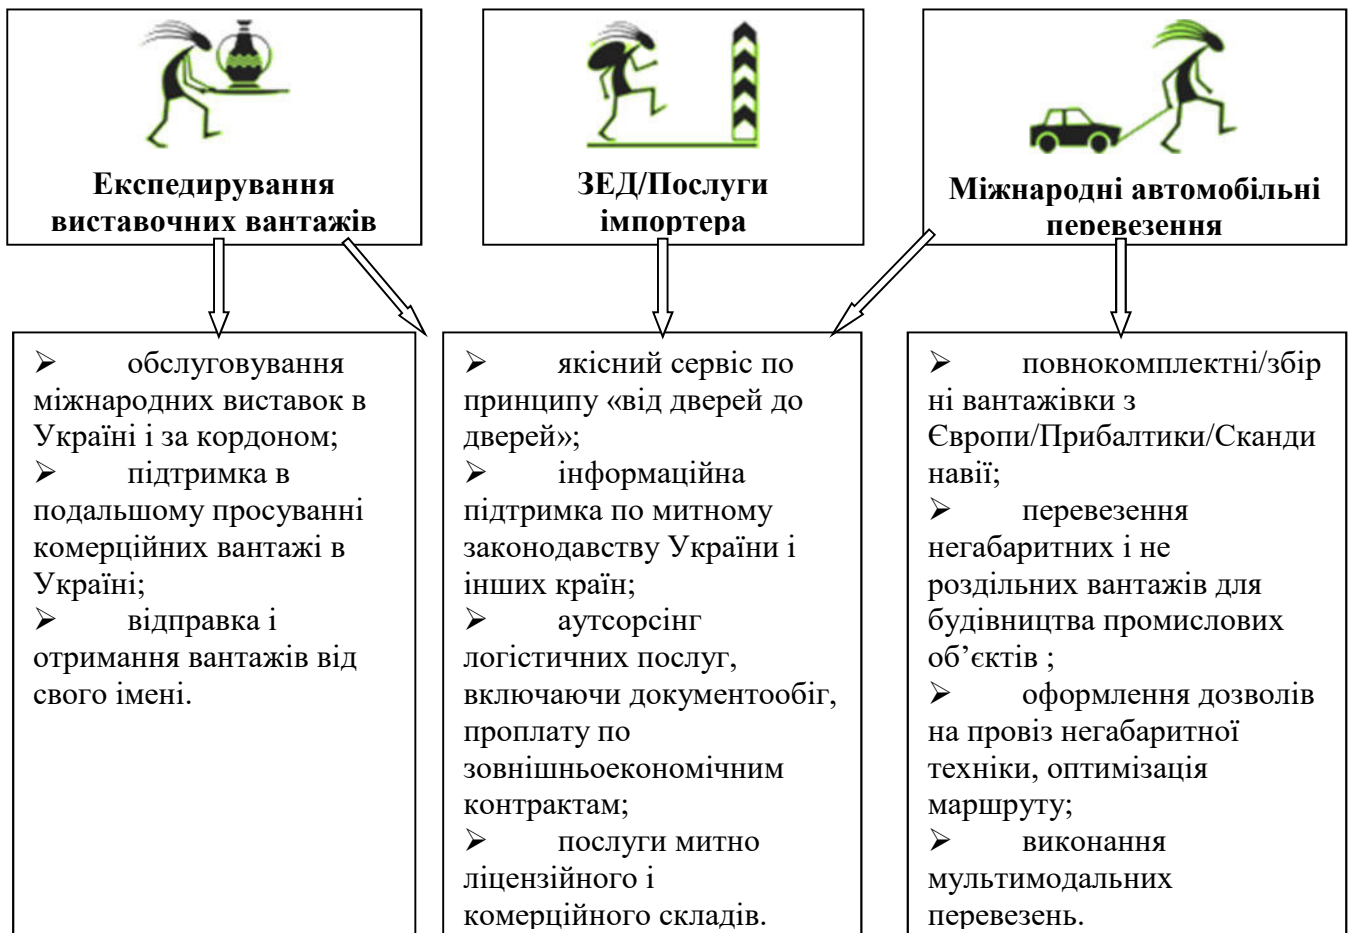 Експедирування
виставочних вантажів
ЗЕД/Послуги
імпортера
Міжнародні автомобільні
перевезення
➢ обслуговування
міжнародних виставок в
Україні і за кордоном;
➢ підтримка в
подальшому просуванні
комерційних вантажі в
Україні;
➢ відправка і
отримання вантажів від
свого імені.
➢ якісний сервіс по
принципу «від дверей до
дверей»;
➢ інформаційна
підтримка по митному
законодавству України і
інших країн;
➢ аутсорсінг
логістичних послуг,
включаючи документообіг,
проплату по
зовнішньоекономічним
контрактам;
➢ послуги митно
ліцензійного і
комерційного складів.
➢ повнокомплектні/збір
ні вантажівки з
Європи/Прибалтики/Сканди
навії;
➢ перевезення
негабаритних і не
роздільних вантажів для
будівництва промислових
об’єктів ;
➢ оформлення дозволів
на провіз негабаритної
техніки, оптимізація
маршруту;
➢ виконання
мультимодальних
перевезень.